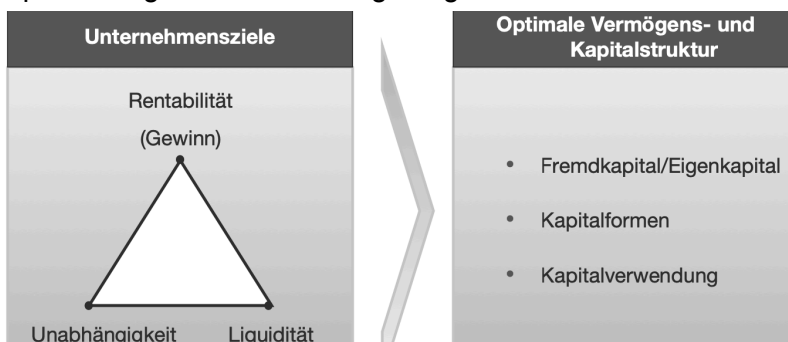 Unternehmensziele
Rentabilität
(Gewinn)
Unabhängigkeit Liquidität
Optimale Vermögens- und
Kapitalstruktur
• Fremdkapital/Eigenkapital
• Kapitalformen
• Kapitalverwendung